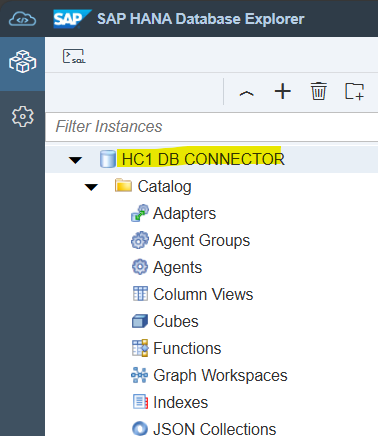 SAP SAP HANA Database Explorer
SQL
Filter Instances
HC1 DB CONNECTOR
Catalog
Adapters
Agent Groups
Agents
Column Views
Cubes
Functions
Graph Workspaces
Indexes
JSON Collections